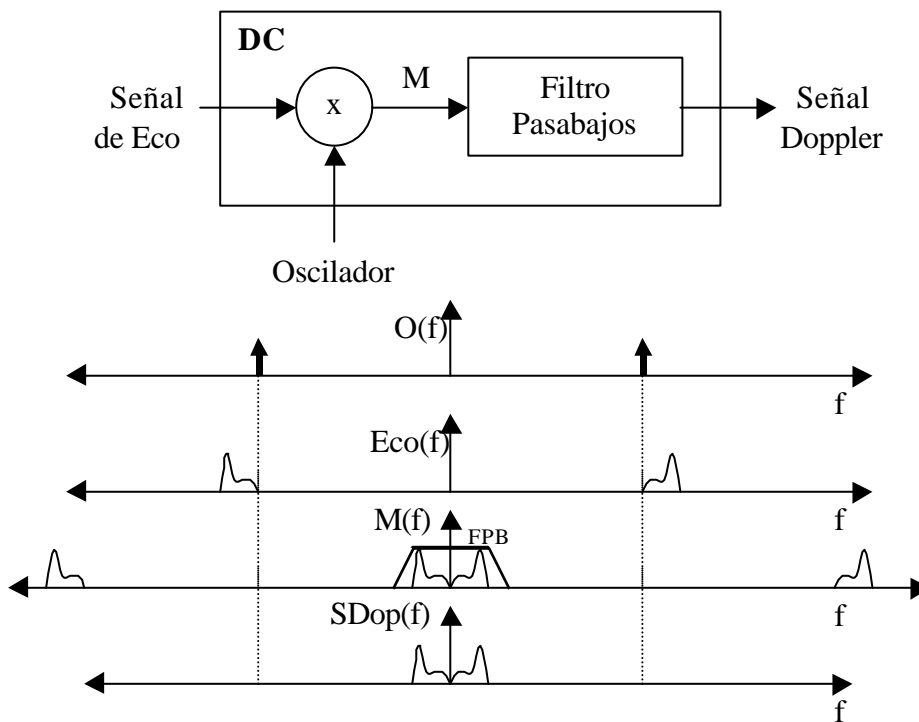 DC
M
Señal
de Eco
x
Filtro
Pasabajos
Señal
Doppler
Oscilador
O(f)
f
Eco(f)
f
M(f)
FPB
f
SDop(f)
f